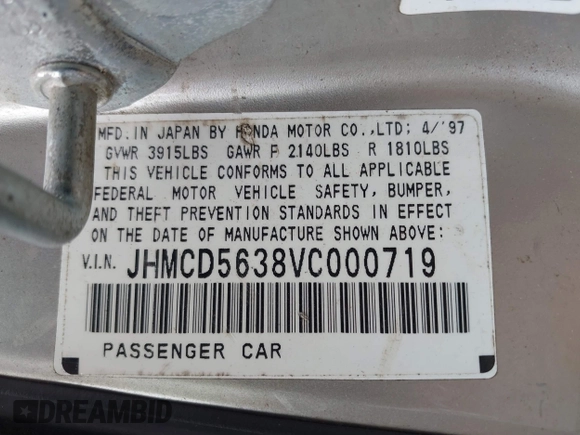 MFD.IN JAPAN BY HONDA MOTOR CO.,LTD; 4/'97
GVWR 3915LBS GAWR F 2140LBS R 1810LBS
THIS VEHICLE CONFORMS TO ALL APPLICABLE
FEDERAL MOTOR VEHICLE SAFETY, BUMPER,
AND THEFT PREVENTION STANDARDS IN EFFECT
ON THE DATE OF MANUFACTURE SHOWN ABOVE:
V.I.N. JHMCD5638VC000719
PASSENGER CAR
DREAMBID